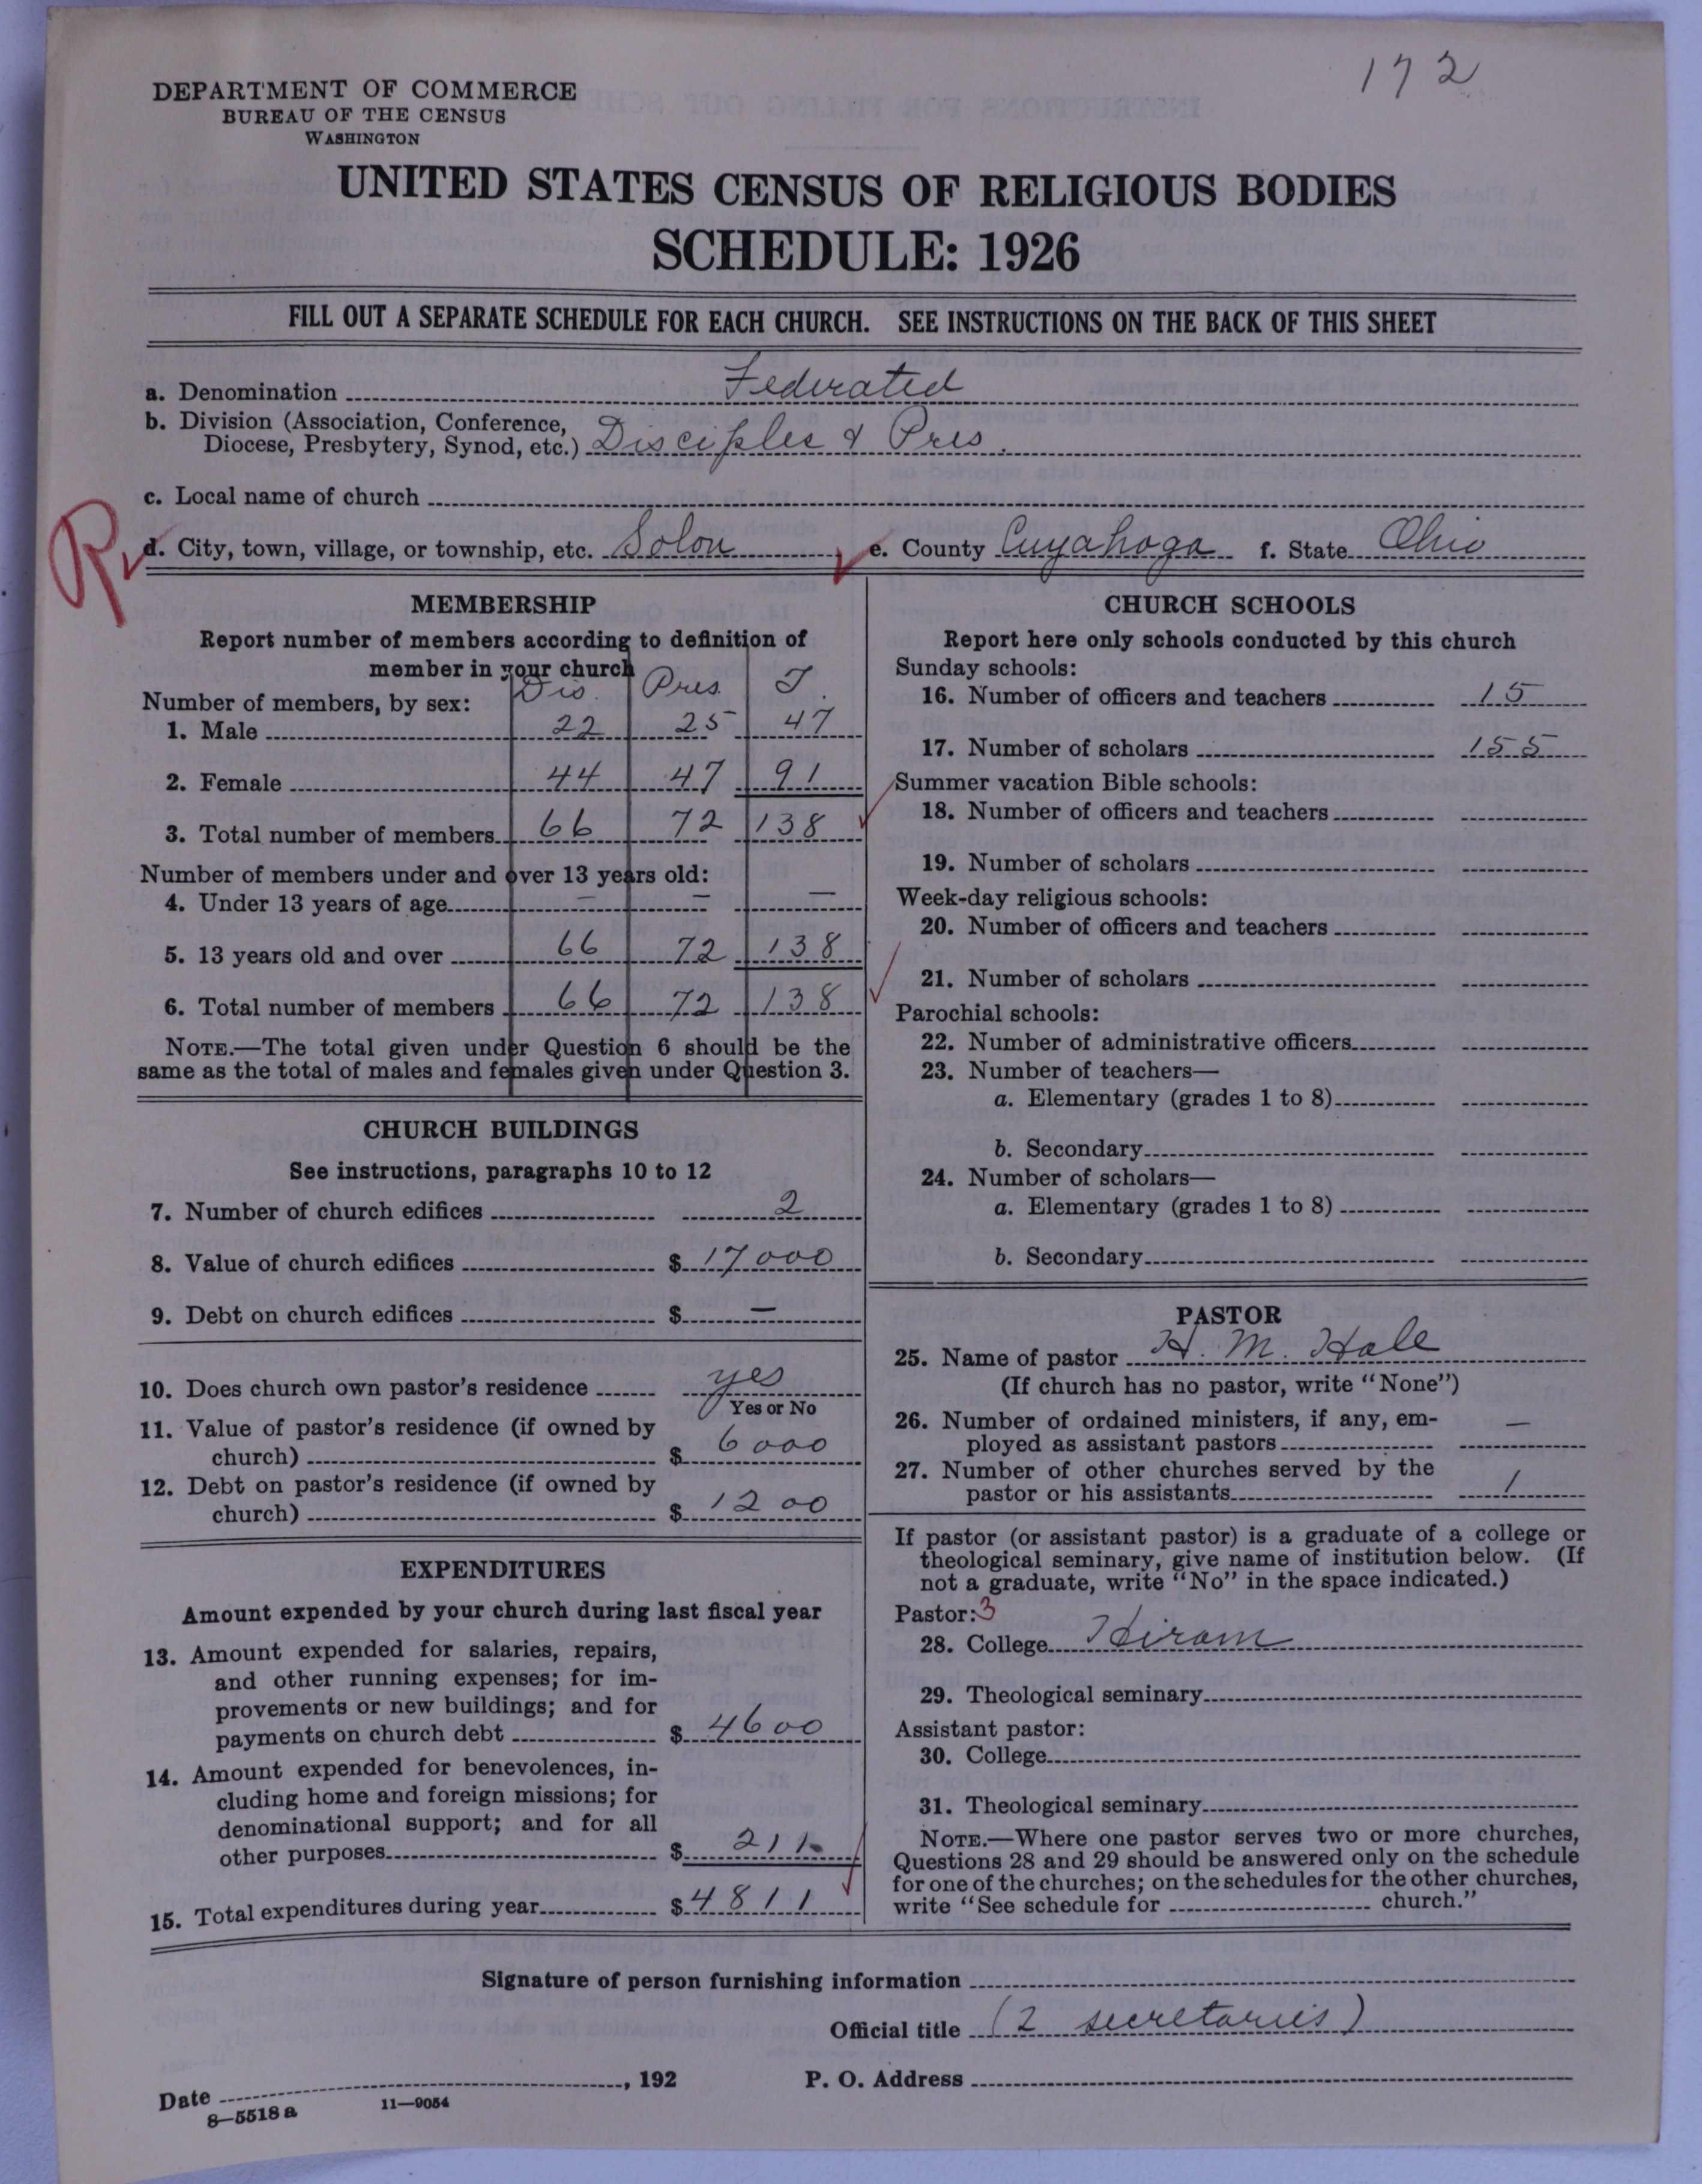 172
DEPARTMENT OF COMMERCE
BUREAU OF THE CENSUS
WASHINGTON
UNITED STATES CENSUS OF RELIGIOUS BODIES
SCHEDULE: 1926
FILL OUT A SEPARATE SCHEDULE FOR EACH CHURCH. SEE INSTRUCTIONS ON THE BACK OF THIS SHEET
a. Denomination Federated
b. Division (Association, Conference,
Diocese, Presbytery, Synod, etc.) Disciples & Pres.
c. Local name of church
R
d. City, town, village, or township, etc. Solon e. County Cuyahoga f. State Ohio
MEMBERSHIP
Report number of members according to definition of
member in your church
Dis. Pres. T.
Number of members, by sex:
1. Male 22 25 47
2. Female 44 47 91
3. Total number of members 66 72 138
Number of members under and over 13 years old:
4. Under 13 years of age — — —
5. 13 years old and over 66 72 138
6. Total number of members 66 72 138
NOTE.—The total given under Question 6 should be the
same as the total of males and females given under Question 3.
CHURCH BUILDINGS
See instructions, paragraphs 10 to 12
7. Number of church edifices 2
8. Value of church edifices $ 17000
9. Debt on church edifices $ —
10. Does church own pastor's residence yes
Yes or No
11. Value of pastor's residence (if owned by
church) $ 6000
12. Debt on pastor's residence (if owned by
church) $ 1200
EXPENDITURES
Amount expended by your church during last fiscal year
13. Amount expended for salaries, repairs,
and other running expenses; for im-
provements or new buildings; and for
payments on church debt $ 4600
14. Amount expended for benevolences, in-
cluding home and foreign missions; for
denominational support; and for all
other purposes $ 211
15. Total expenditures during year $ 4811
CHURCH SCHOOLS
Report here only schools conducted by this church
Sunday schools:
16. Number of officers and teachers 15
17. Number of scholars 155
Summer vacation Bible schools:
18. Number of officers and teachers
19. Number of scholars
Week-day religious schools:
20. Number of officers and teachers
21. Number of scholars
Parochial schools:
22. Number of administrative officers
23. Number of teachers—
a. Elementary (grades 1 to 8)
b. Secondary
24. Number of scholars—
a. Elementary (grades 1 to 8)
b. Secondary
PASTOR
25. Name of pastor H. M. Hale
(If church has no pastor, write "None")
26. Number of ordained ministers, if any, em-
ployed as assistant pastors —
27. Number of other churches served by the
pastor or his assistants 1
If pastor (or assistant pastor) is a graduate of a college or
theological seminary, give name of institution below. (If
not a graduate, write "No" in the space indicated.)
Pastor: 3
28. College Hiram
29. Theological seminary
Assistant pastor:
30. College
31. Theological seminary
NOTE.—Where one pastor serves two or more churches,
Questions 28 and 29 should be answered only on the schedule
for one of the churches; on the schedules for the other churches,
write "See schedule for church."
Signature of person furnishing information
Official title (2 secretaries)
Date , 192 P. O. Address
8—5518 a 11—9054